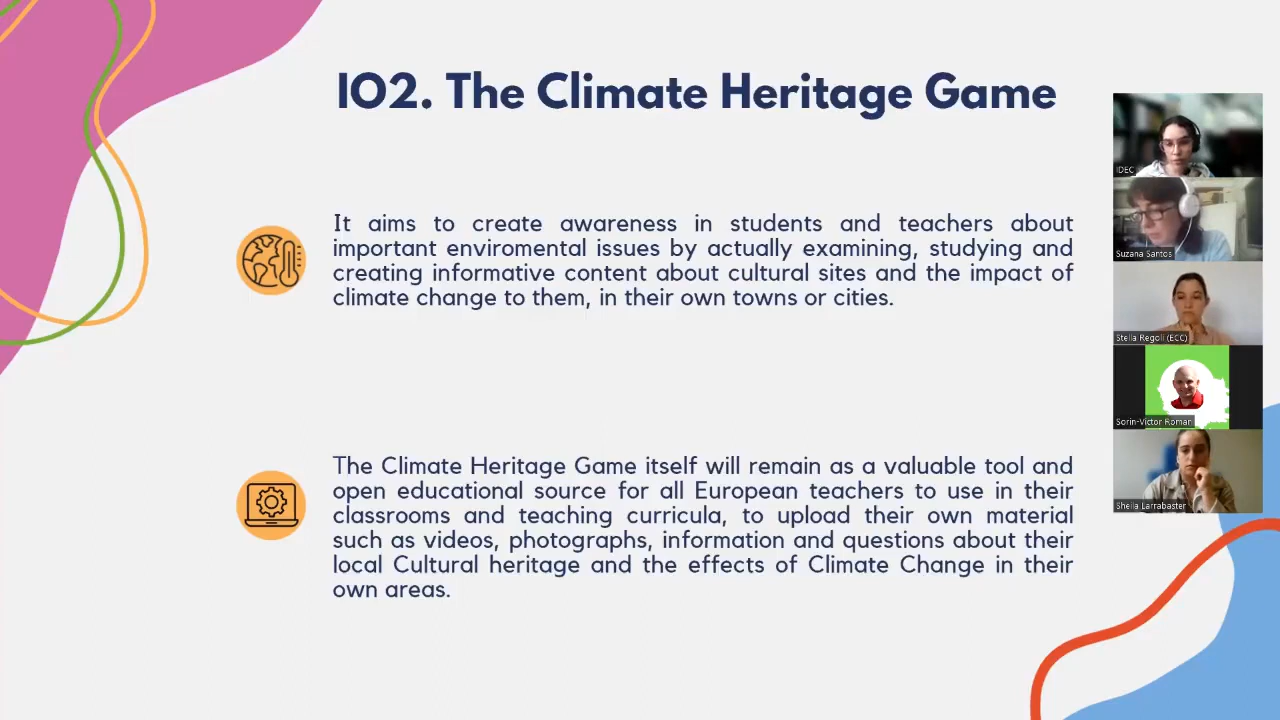 IO2. The Climate Heritage Game
It aims to create awareness in students and teachers about
important enviromental issues by actually examining, studying and
creating informative content about cultural sites and the impact of
climate change to them, in their own towns or cities.
The Climate Heritage Game itself will remain as a valuable tool and
open educational source for all European teachers to use in their
classrooms and teaching curricula, to upload their own material
such as videos, photographs, information and questions about their
local Cultural heritage and the effects of Climate Change in their
own areas.
IDEC
Suzana Santos
Stella Regoli (ECC)
Sorin-Victor Roman
Sheila Larrabaster